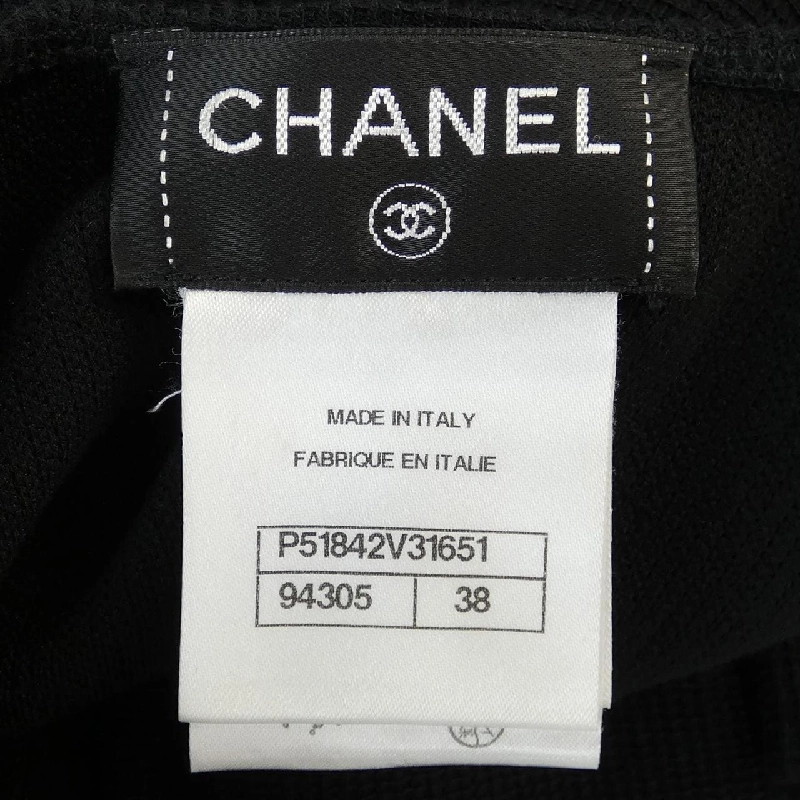 CHANEL
MADE IN ITALY
FABRIQUE EN ITALIE
P51842V31651
94305 38